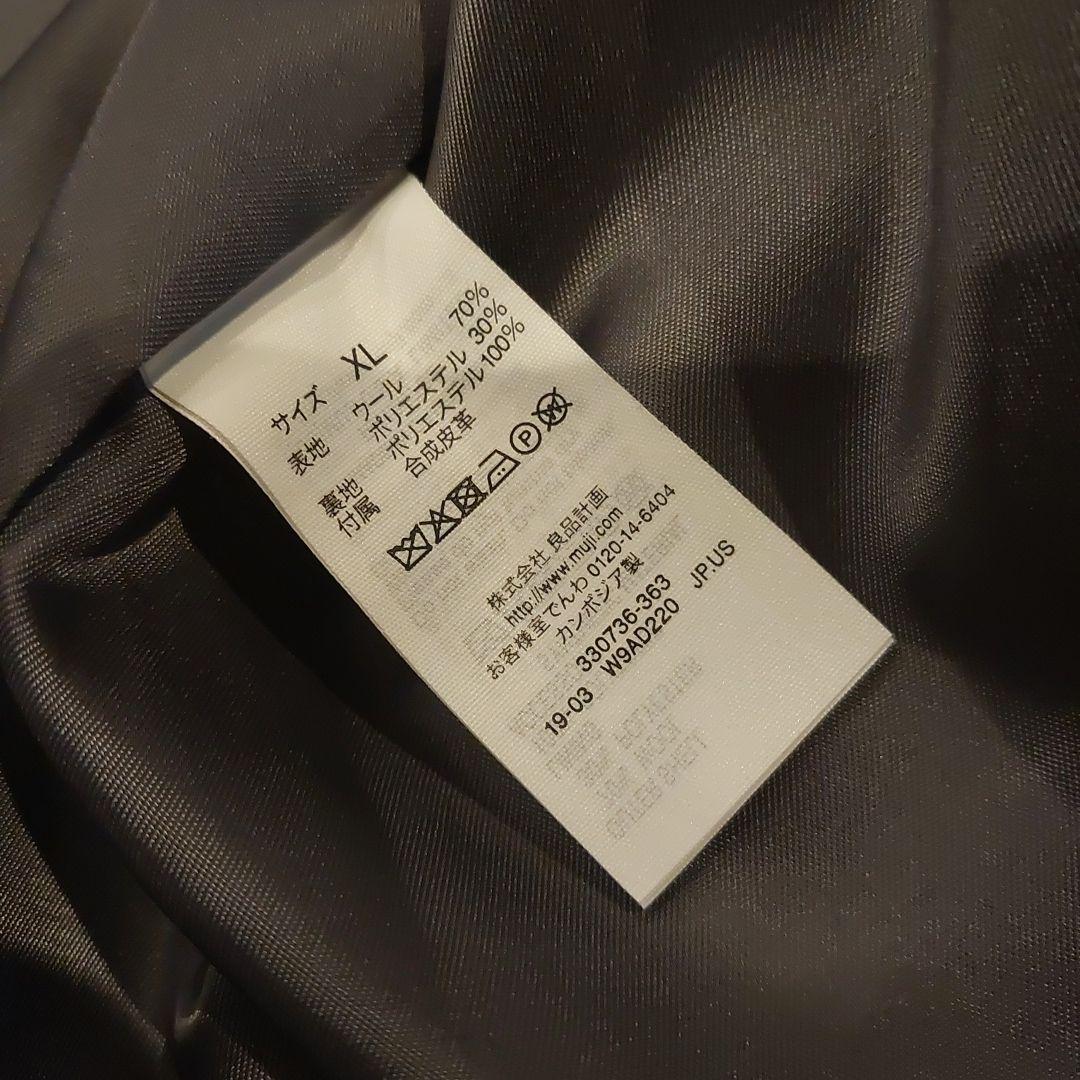 サイズ XL
表地 ウール 70%
ポリエステル 30%
裏地 ポリエステル 100%
付属 合成皮革
P W
株式会社 良品計画
http://www.muji.com
お客様室でんわ 0120-14-6404
カンボジア製
330736-363
19-03 W9AD220 JP.US